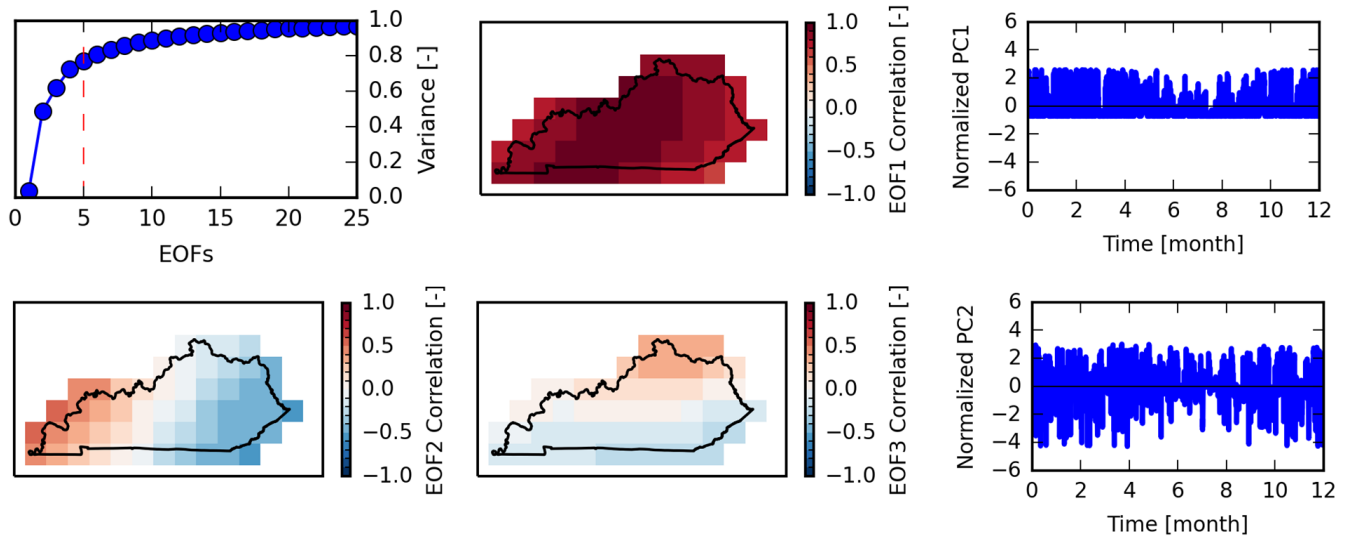 1.0
0.8
0.6
0.4
0.2
0.0
Variance [-]
0 5 10 15 20 25
EOFs
1.0
0.5
0.0
−0.5
−1.0
EOF1 Correlation [-]
6
4
2
0
−2
−4
−6
Normalized PC1
0 2 4 6 8 10 12
Time [month]
1.0
0.5
0.0
−0.5
−1.0
EOF2 Correlation [-]
1.0
0.5
0.0
−0.5
−1.0
EOF3 Correlation [-]
6
4
2
0
−2
−4
−6
Normalized PC2
0 2 4 6 8 10 12
Time [month]